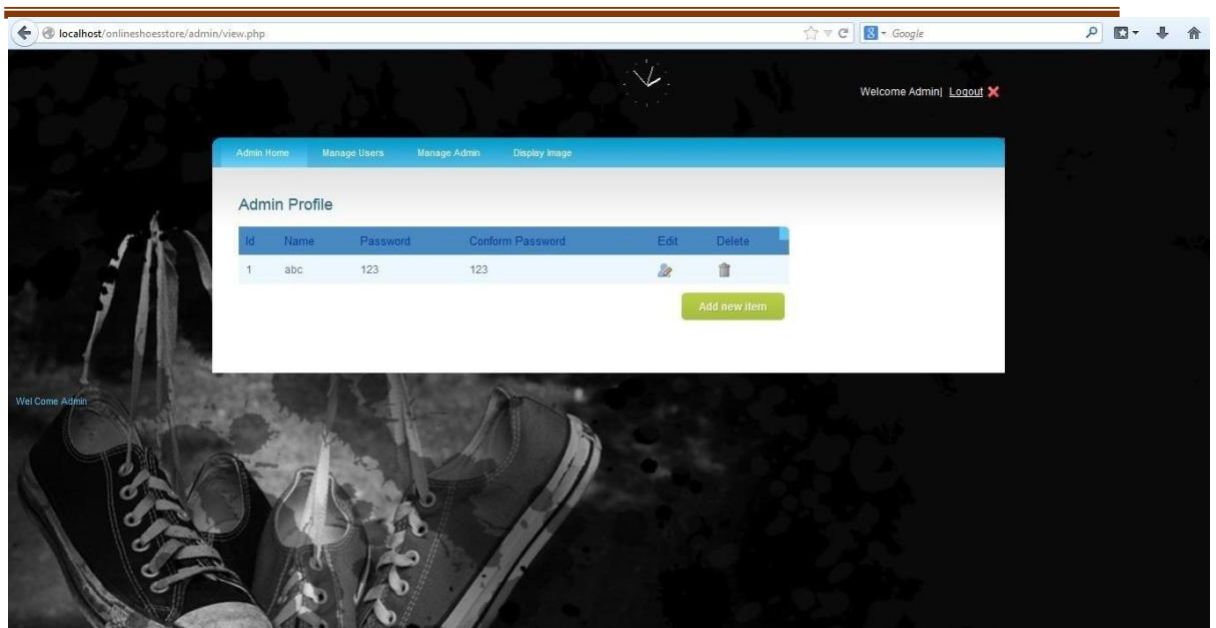 localhost/onlineshoesstore/admin/view.php
Google
Welcome Admin| Logout
Admin Home Manage Users Manage Admin Display Image
Admin Profile
Id Name Password Conform Password Edit Delete
1 abc 123 123
Add new item
Wel Come Admin